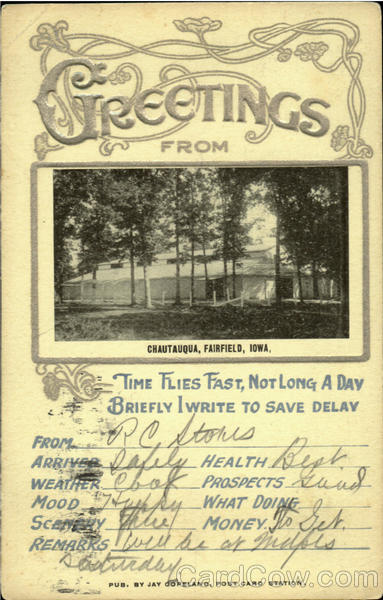 GREETINGS
FROM
CHAUTAUQUA, FAIRFIELD, IOWA.
TIME FLIES FAST, NOT LONG A DAY
BRIEFLY I WRITE TO SAVE DELAY
FROM R C Stones
ARRIVED Safely HEALTH Best
WEATHER Cook PROSPECTS Good
MOOD Happy WHAT DOING
SCENERY Fine MONEY To Get
REMARKS Will be at Maples
Saturday
PUB. BY JAY COPELAND, POST CARD STATION.
CardCow.com